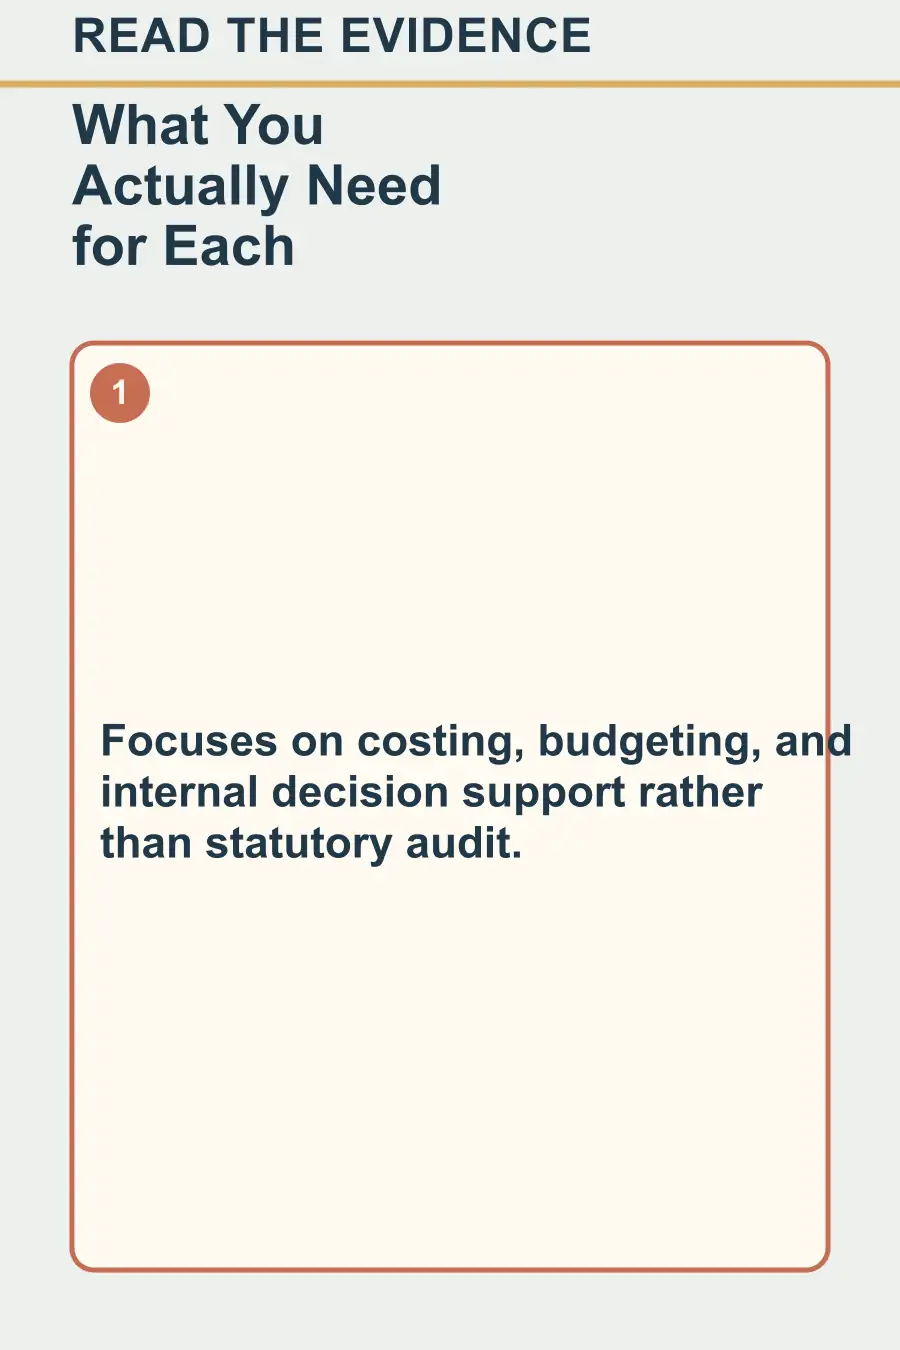 READ THE EVIDENCE
What You
Actually Need
for Each
1
Focuses on costing, budgeting, and
internal decision support rather
than statutory audit.